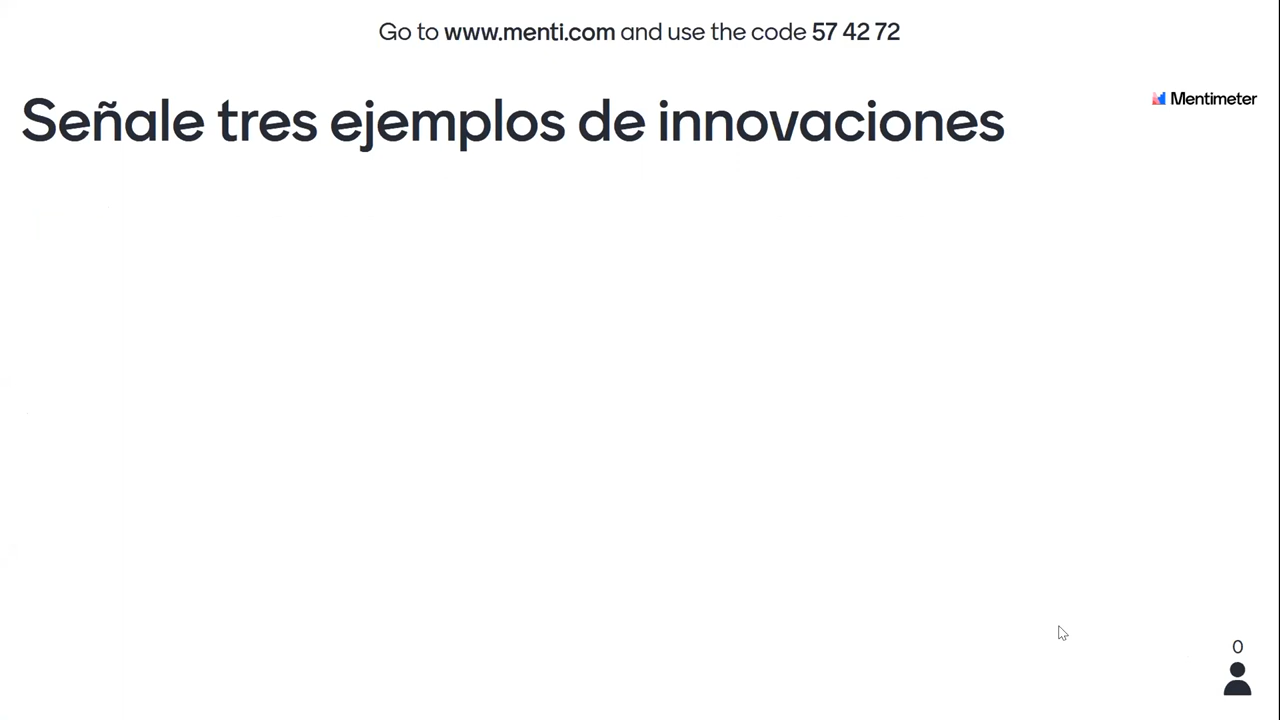 Go to www.menti.com and use the code 57 42 72
Mentimeter
Señale tres ejemplos de innovaciones
0